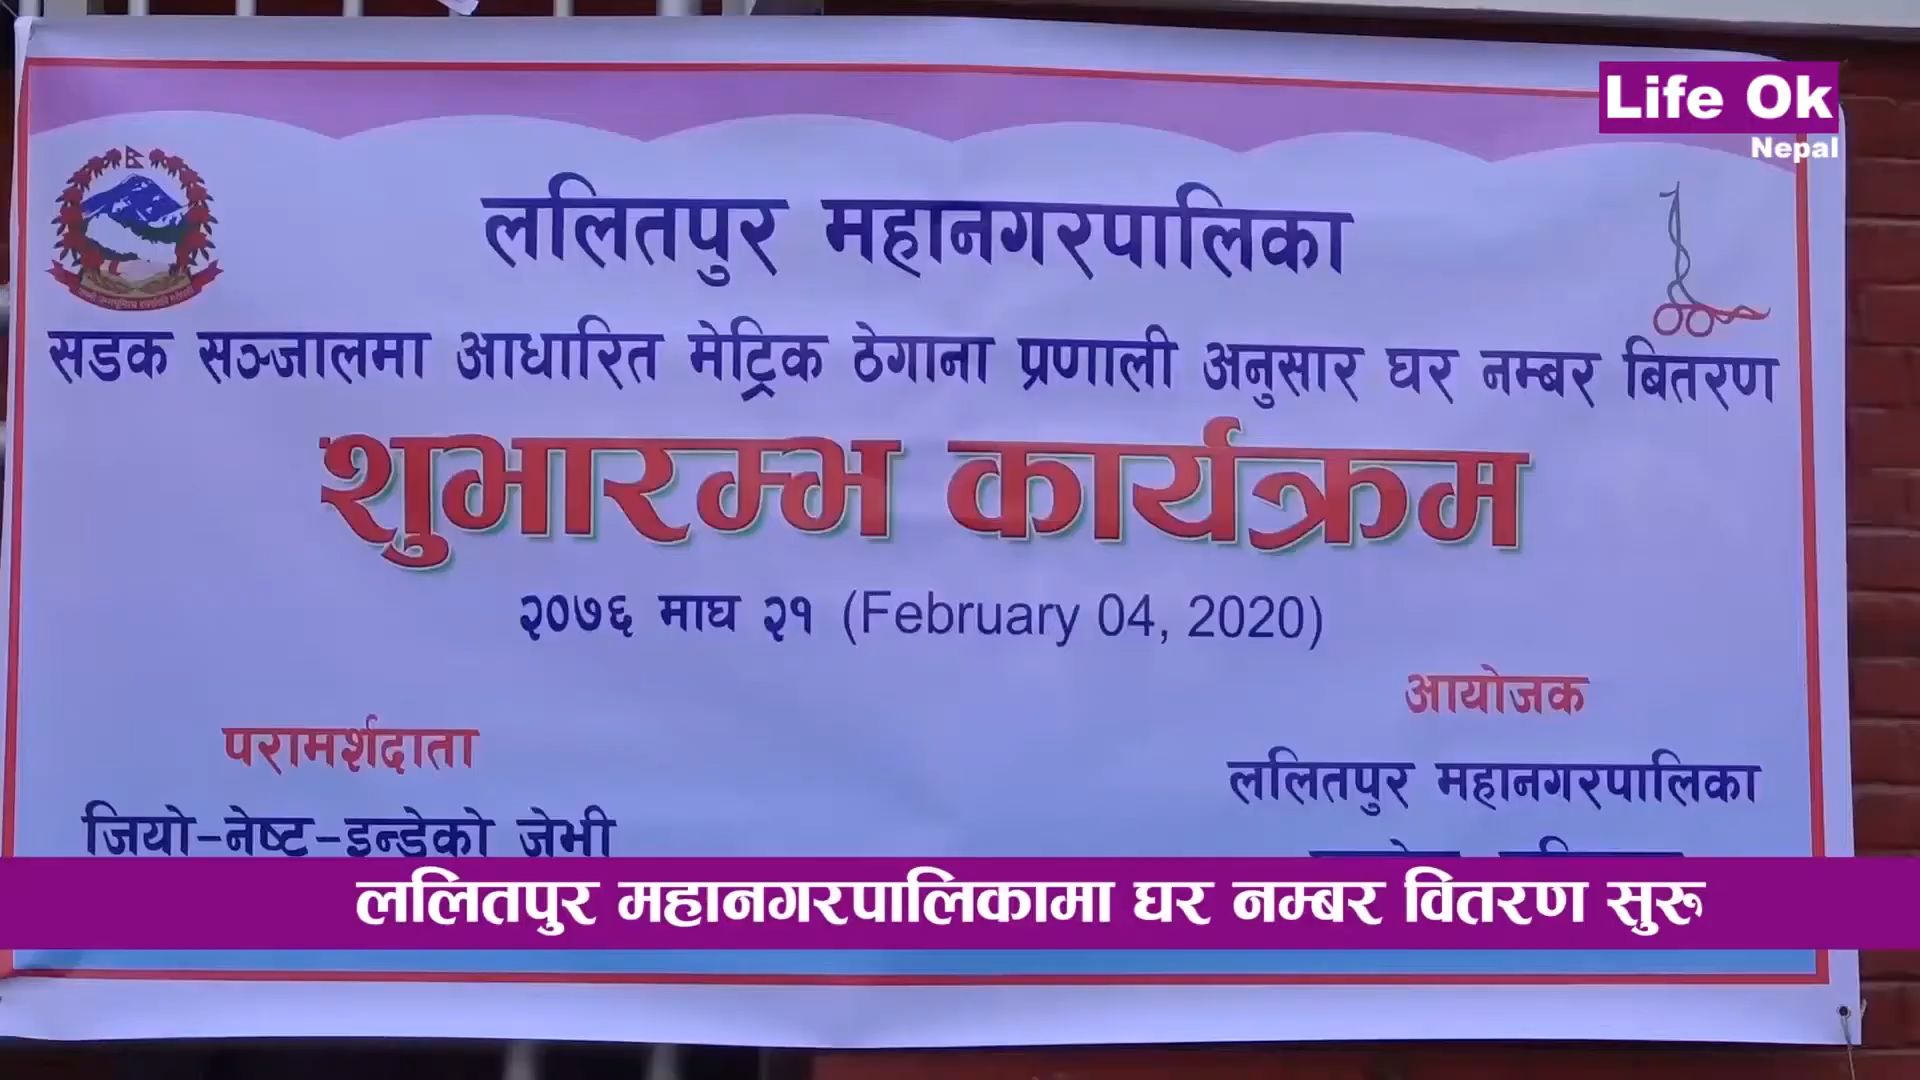 Life Ok
Nepal
ललितपुर महानगरपालिका
सडक सञ्जालमा आधारित मेट्रिक ठेगाना प्रणाली अनुसार घर नम्बर बितरण
शुभारम्भ कार्यक्रम
२०७६ माघ २१ (February 04, 2020)
आयोजक
परामर्शदाता
ललितपुर महानगरपालिका
जियो-नेष्ट-इन्डेको जेभी
ललितपुर महानगरपालिकामा घर नम्बर वितरण सुरु